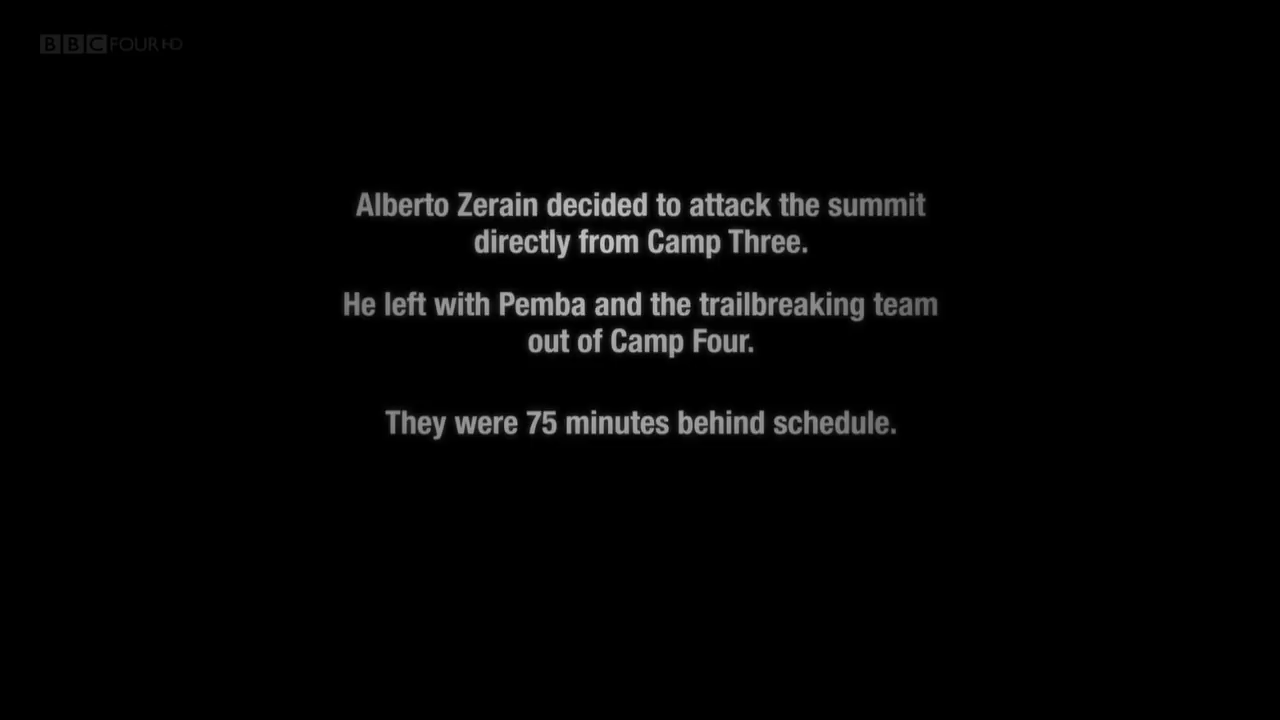 BBC FOUR HD
Alberto Zerain decided to attack the summit
directly from Camp Three.
He left with Pemba and the trailbreaking team
out of Camp Four.
They were 75 minutes behind schedule.